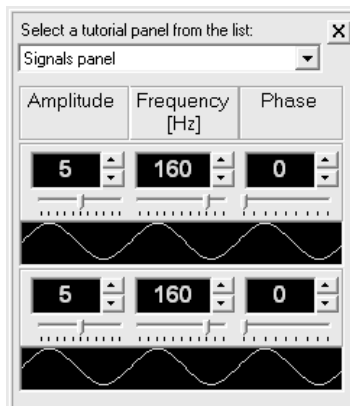 Select a tutorial panel from the list:
X
Signals panel
Amplitude Frequency Phase
[Hz]
5 160 0
5 160 0